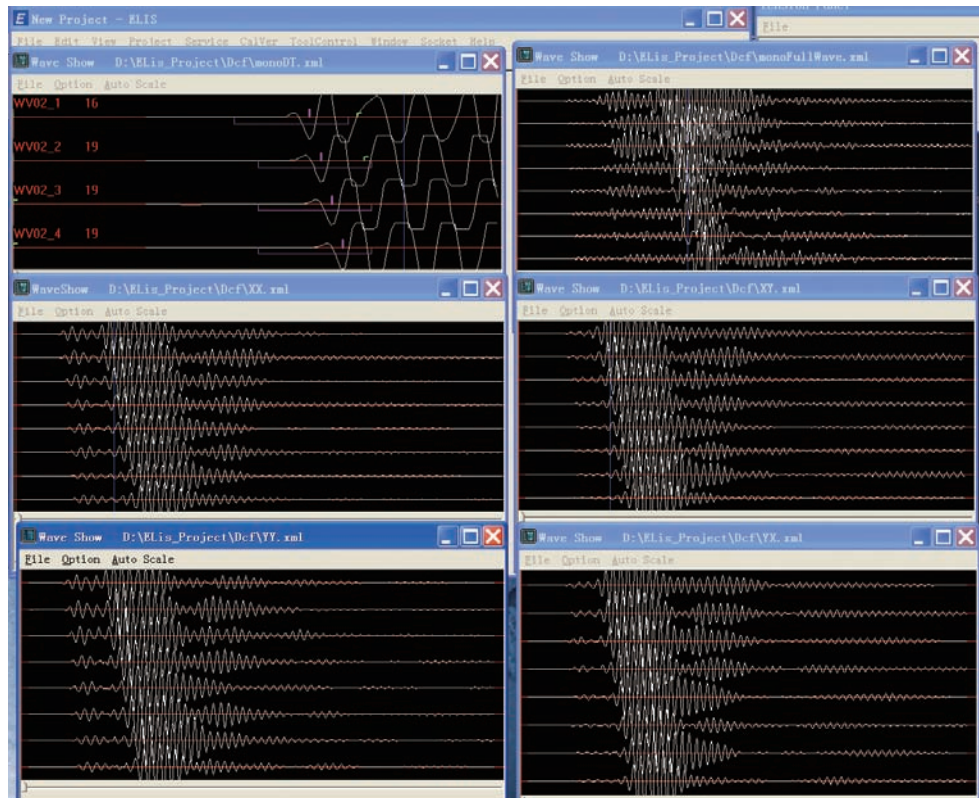 New Project - ELIS
File Edit View Project Service CalVer ToolControl Window Socket Help
File
Wave Show D:\ELis_Project\Dcf\monoDT.xml
File Option Auto Scale
WV02_1 16
WV02_2 19
WV02_3 19
WV02_4 19
Wave Show D:\ELis_Project\Dcf\monoFullWave.xml
File Option Auto Scale
WaveShow D:\ELis_Project\Dcf\XX.xml
File Option Auto Scale
Wave Show D:\ELis_Project\Dcf\XY.xml
File Option Auto Scale
Wave Show D:\ELis_Project\Dcf\YY.xml
File Option Auto Scale
Wave Show D:\ELis_Project\Dcf\YX.xml
File Option Auto Scale